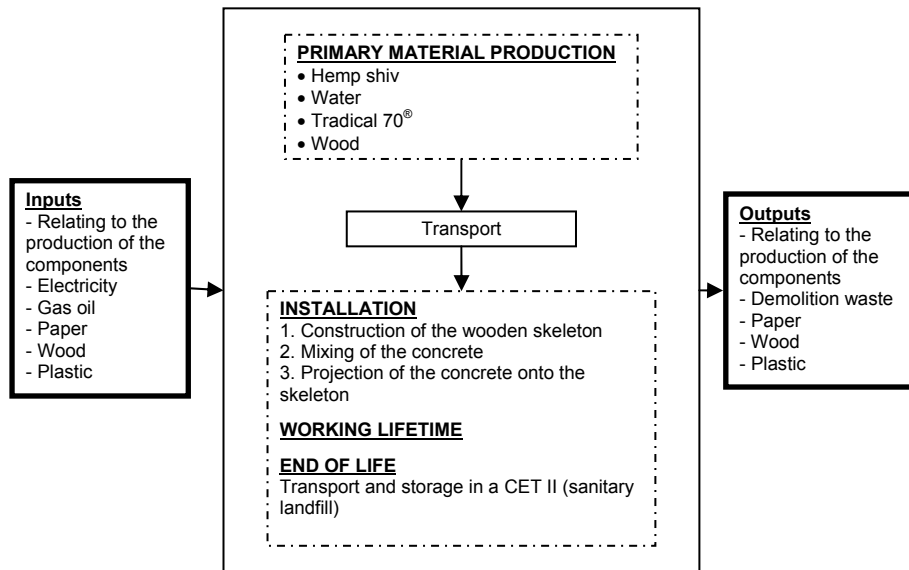 PRIMARY MATERIAL PRODUCTION
• Hemp shiv
• Water
• Tradical 70®
• Wood
Inputs
- Relating to the
production of the
components
- Electricity
- Gas oil
- Paper
- Wood
- Plastic
Transport
Outputs
- Relating to the
production of the
components
- Demolition waste
- Paper
- Wood
- Plastic
INSTALLATION
1. Construction of the wooden skeleton
2. Mixing of the concrete
3. Projection of the concrete onto the
skeleton
WORKING LIFETIME
END OF LIFE
Transport and storage in a CET II (sanitary
landfill)